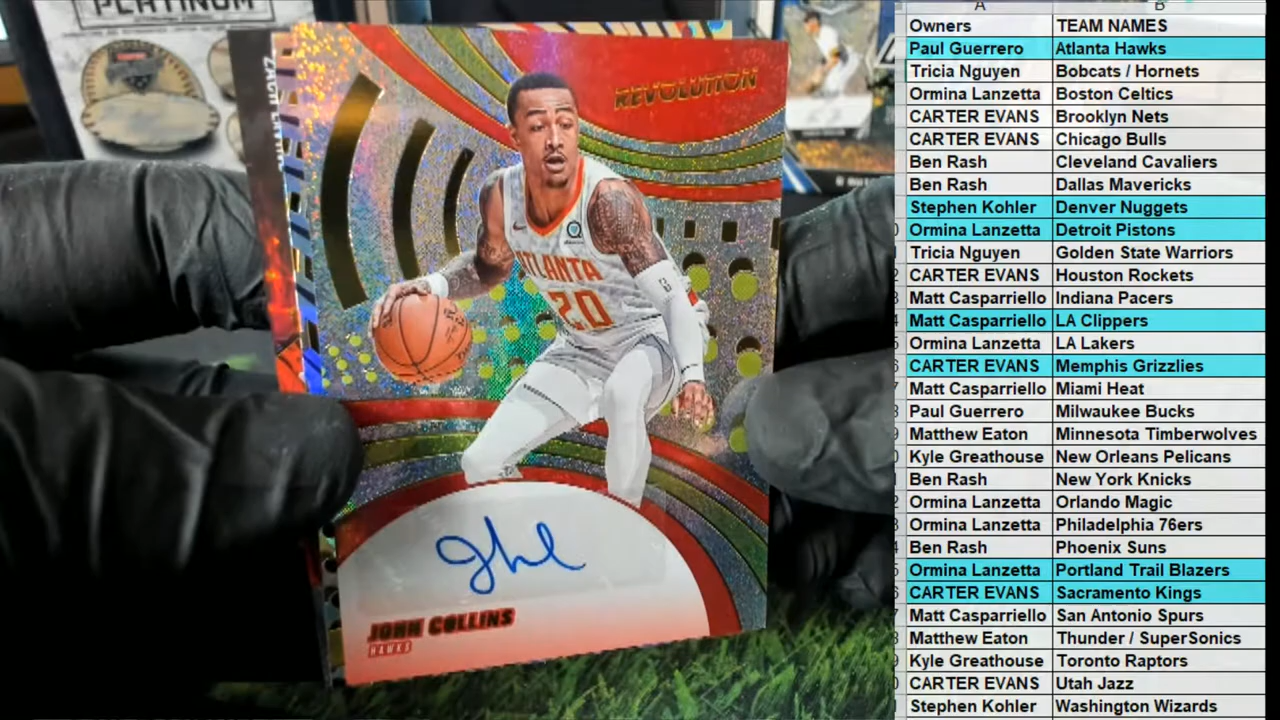 PLATINUM
REVOLUTION
ATLANTA
20
JOHN COLLINS
HAWKS
A B
Owners TEAM NAMES
Paul Guerrero Atlanta Hawks
Tricia Nguyen Bobcats / Hornets
Ormina Lanzetta Boston Celtics
CARTER EVANS Brooklyn Nets
CARTER EVANS Chicago Bulls
Ben Rash Cleveland Cavaliers
Ben Rash Dallas Mavericks
Stephen Kohler Denver Nuggets
Ormina Lanzetta Detroit Pistons
Tricia Nguyen Golden State Warriors
CARTER EVANS Houston Rockets
Matt Casparriello Indiana Pacers
Matt Casparriello LA Clippers
Ormina Lanzetta LA Lakers
CARTER EVANS Memphis Grizzlies
Matt Casparriello Miami Heat
Paul Guerrero Milwaukee Bucks
Matthew Eaton Minnesota Timberwolves
Kyle Greathouse New Orleans Pelicans
Ben Rash New York Knicks
Ormina Lanzetta Orlando Magic
Ormina Lanzetta Philadelphia 76ers
Ben Rash Phoenix Suns
Ormina Lanzetta Portland Trail Blazers
CARTER EVANS Sacramento Kings
Matt Casparriello San Antonio Spurs
Matthew Eaton Thunder / SuperSonics
Kyle Greathouse Toronto Raptors
CARTER EVANS Utah Jazz
Stephen Kohler Washington Wizards